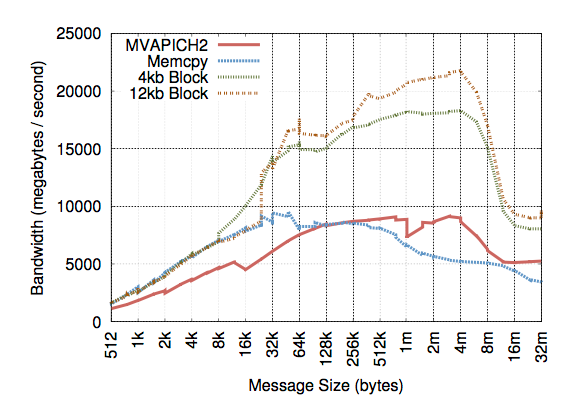 25000
20000
15000
10000
5000
0
Bandwidth (megabytes / second)
MVAPICH2
Memcpy
4kb Block
12kb Block
512
1k
2k
4k
8k
16k
32k
64k
128k
256k
512k
1m
2m
4m
8m
16m
32m
Message Size (bytes)